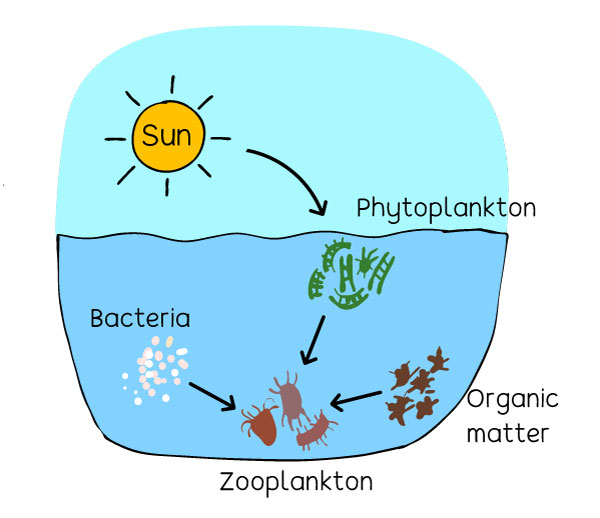 Sun
Phytoplankton
Bacteria
Organic
matter
Zooplankton